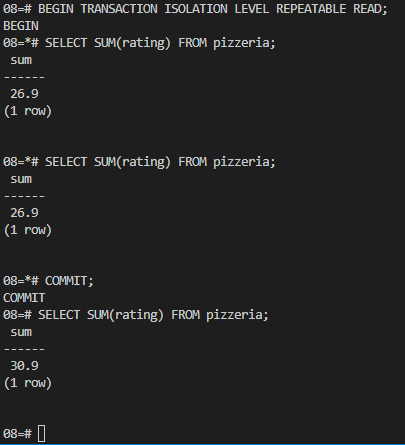 08=# BEGIN TRANSACTION ISOLATION LEVEL REPEATABLE READ;
BEGIN
08=*# SELECT SUM(rating) FROM pizzeria;
 sum
------
 26.9
(1 row)

08=*# SELECT SUM(rating) FROM pizzeria;
 sum
------
 26.9
(1 row)

08=*# COMMIT;
COMMIT
08=# SELECT SUM(rating) FROM pizzeria;
 sum
------
 30.9
(1 row)

08=#